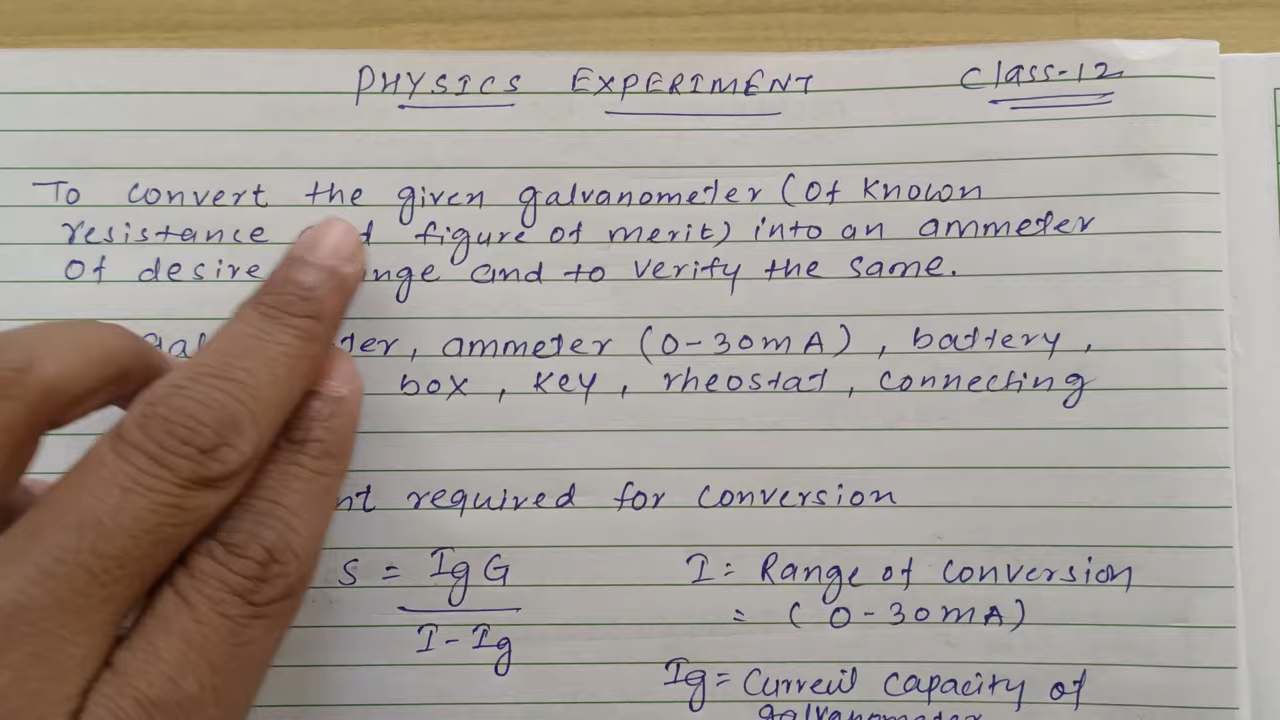 PHYSICS EXPERIMENT Class-12
To convert the given galvanometer (Of Known
resistance figure of merit) into an ammeter
Of and to verify the same.
ammeter (0-30mA), battery,
box, Key, rheostat, connecting
required for conversion
S = IgG / I-Ig
I = Range of conversion
= (0-30mA)
Ig = Current capacity of
galvanometer